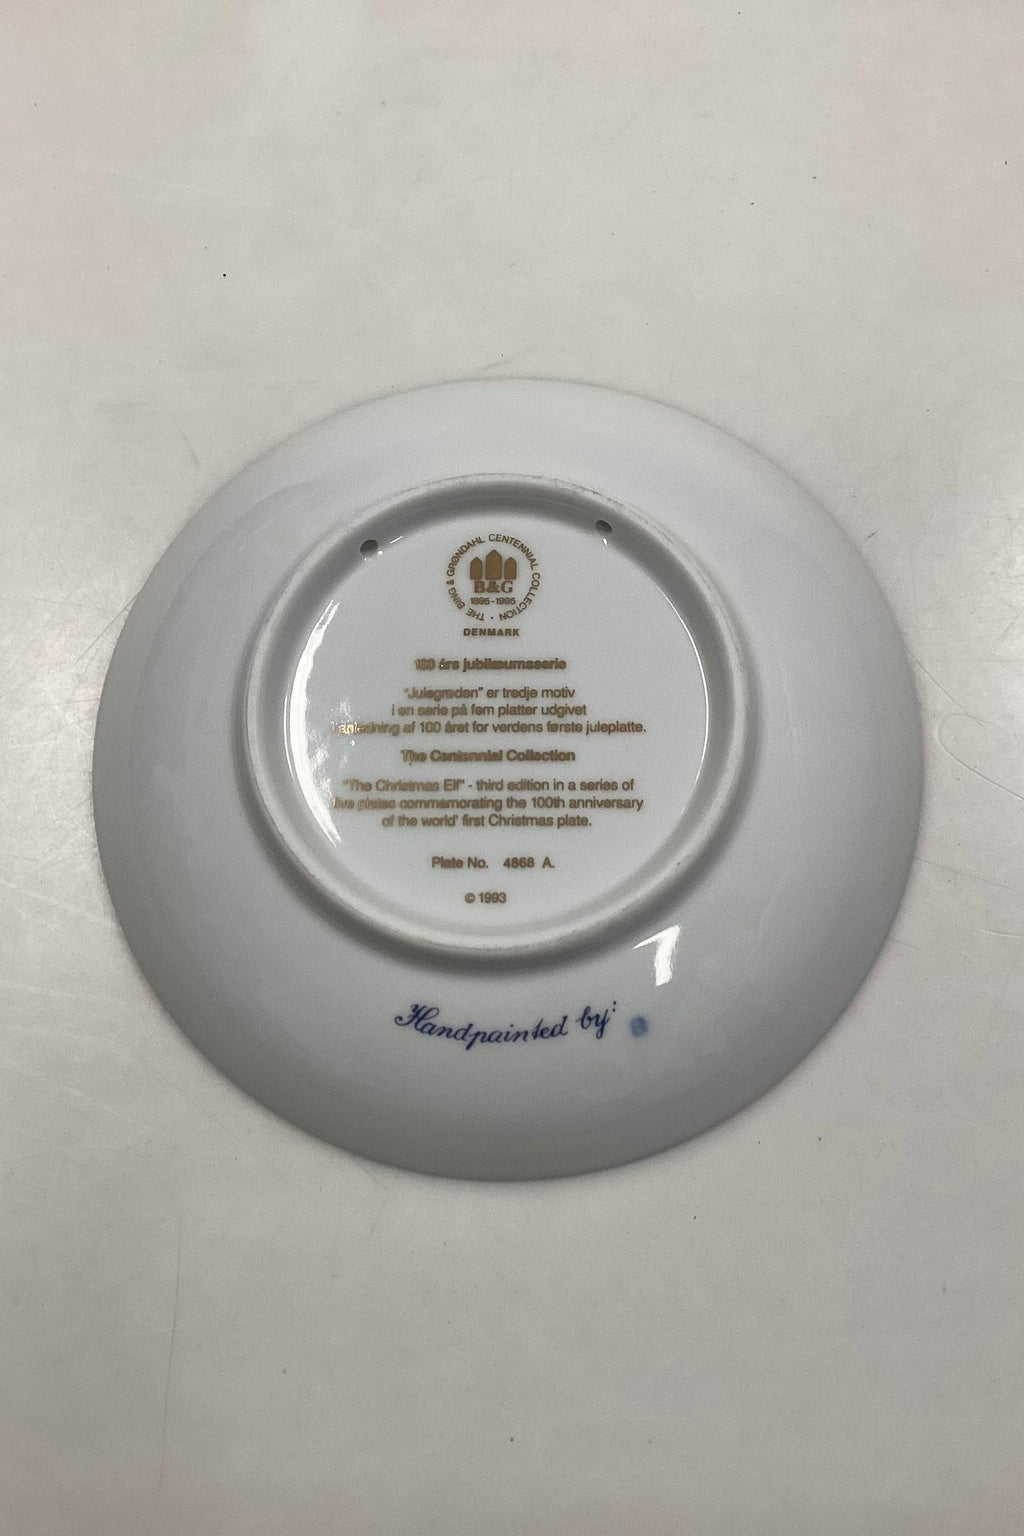 THE BING & GRØNDAHL CENTENNIAL COLLECTION ·
B&G
1895-1995
DENMARK
100 års jubilæumsserie
"Julegrøden" er tredje motiv
i en serie på fem platter udgivet
i anledning af 100 året for verdens første juleplatte.
The Centennial Collection
"The Christmas Elf" - third edition in a series of
five plates commemorating the 100th anniversary
of the world' first Christmas plate.
Plate No. 4868 A.
© 1993
Handpainted by: